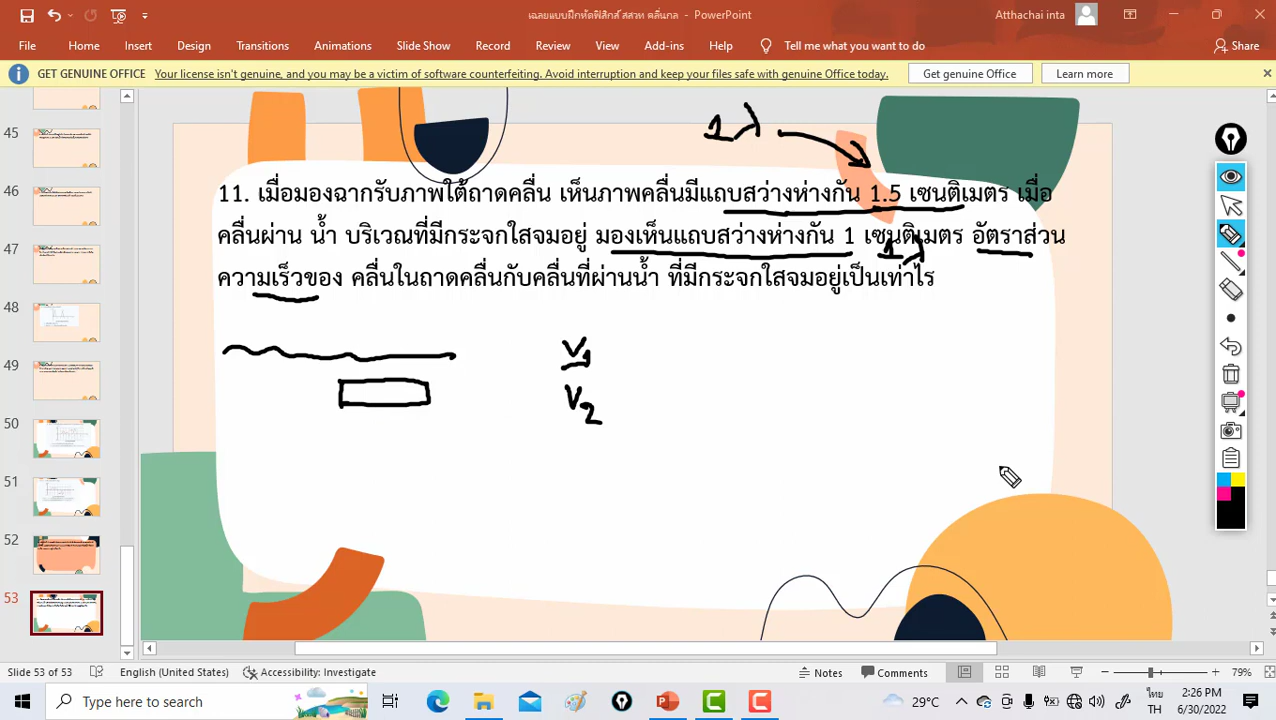 เฉลยแบบฝึกหัดฟิสิกส์ สสวท คลื่นกล - PowerPoint
Atthachai inta
File Home Insert Design Transitions Animations Slide Show Record Review View Add-ins Help Tell me what you want to do Share
GET GENUINE OFFICE Your license isn't genuine, and you may be a victim of software counterfeiting. Avoid interruption and keep your files safe with genuine Office today. Get genuine Office Learn more
45
46
47
48
49
50
51
52
53
1λ
11. เมื่อมองฉากรับภาพใต้ถาดคลื่น เห็นภาพคลื่นมีแถบสว่างห่างกัน 1.5 เซนติเมตร เมื่อ
คลื่นผ่าน น้ำ บริเวณที่มีกระจกใสจมอยู่ มองเห็นแถบสว่างห่างกัน 1 เซนติเมตร อัตราส่วน
1λ
ความเร็วของ คลื่นในถาดคลื่นกับคลื่นที่ผ่านน้ำ ที่มีกระจกใสจมอยู่เป็นเท่าไร
V1
V2
Slide 53 of 53 English (United States) Accessibility: Investigate Notes Comments 79%
Type here to search
29°C
ไทย
TH
2:26 PM
6/30/2022